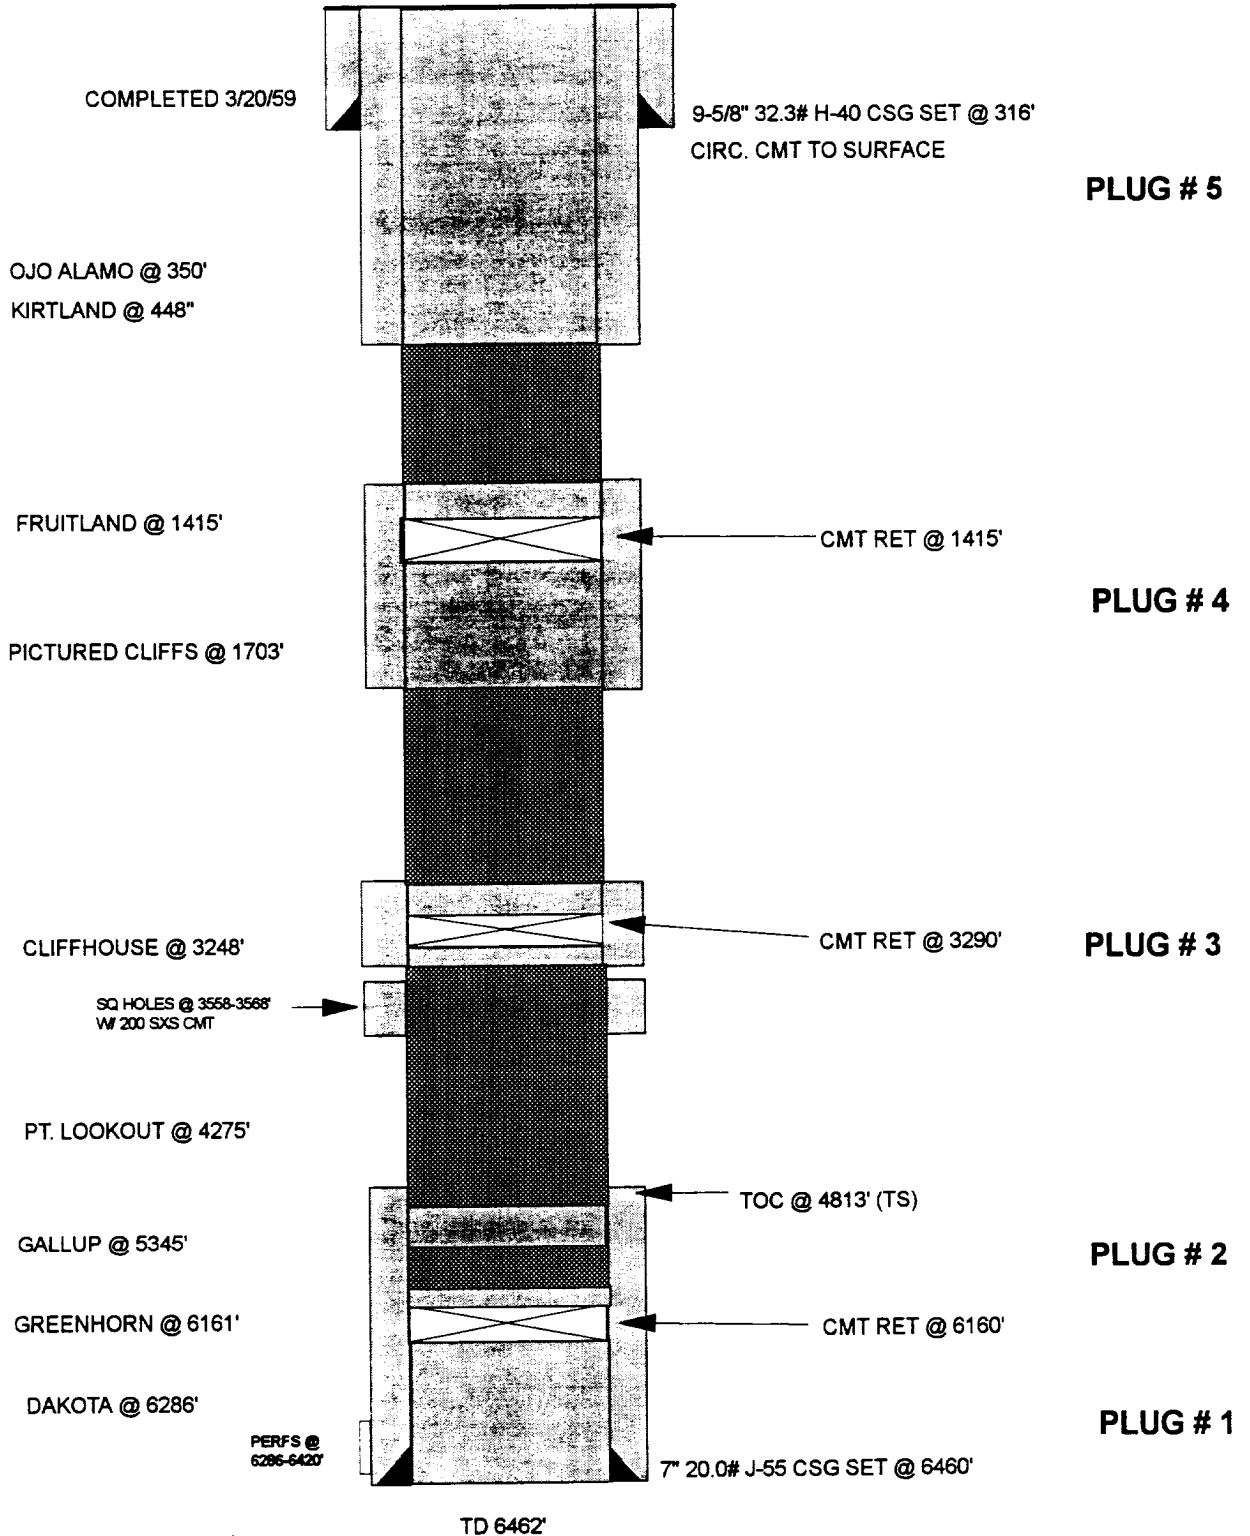 COMPLETED 3/20/59
9-5/8" 32.3# H-40 CSG SET @ 316'
CIRC. CMT TO SURFACE
PLUG # 5
OJO ALAMO @ 350'
KIRTLAND @ 448"
FRUITLAND @ 1415'
CMT RET @ 1415'
PLUG # 4
PICTURED CLIFFS @ 1703'
CLIFFHOUSE @ 3248'
CMT RET @ 3290'
PLUG # 3
SQ HOLES @ 3558-3568'
W/ 200 SXS CMT
PT. LOOKOUT @ 4275'
TOC @ 4813' (TS)
GALLUP @ 5345'
PLUG # 2
GREENHORN @ 6161'
CMT RET @ 6160'
DAKOTA @ 6286'
PLUG # 1
PERFS @
6286-6420'
7" 20.0# J-55 CSG SET @ 6460'
TD 6462'